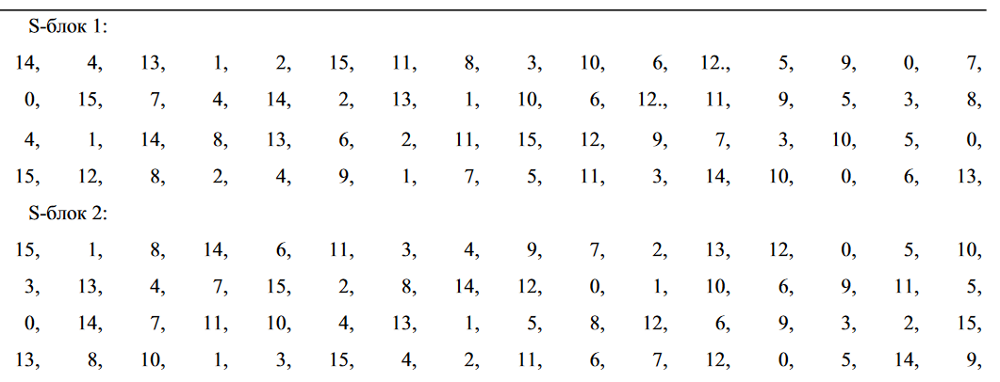 S-блок 1:
14, 4, 13, 1, 2, 15, 11, 8, 3, 10, 6, 12., 5, 9, 0, 7,
0, 15, 7, 4, 14, 2, 13, 1, 10, 6, 12., 11, 9, 5, 3, 8,
4, 1, 14, 8, 13, 6, 2, 11, 15, 12, 9, 7, 3, 10, 5, 0,
15, 12, 8, 2, 4, 9, 1, 7, 5, 11, 3, 14, 10, 0, 6, 13,
S-блок 2:
15, 1, 8, 14, 6, 11, 3, 4, 9, 7, 2, 13, 12, 0, 5, 10,
3, 13, 4, 7, 15, 2, 8, 14, 12, 0, 1, 10, 6, 9, 11, 5,
0, 14, 7, 11, 10, 4, 13, 1, 5, 8, 12, 6, 9, 3, 2, 15,
13, 8, 10, 1, 3, 15, 4, 2, 11, 6, 7, 12, 0, 5, 14, 9,